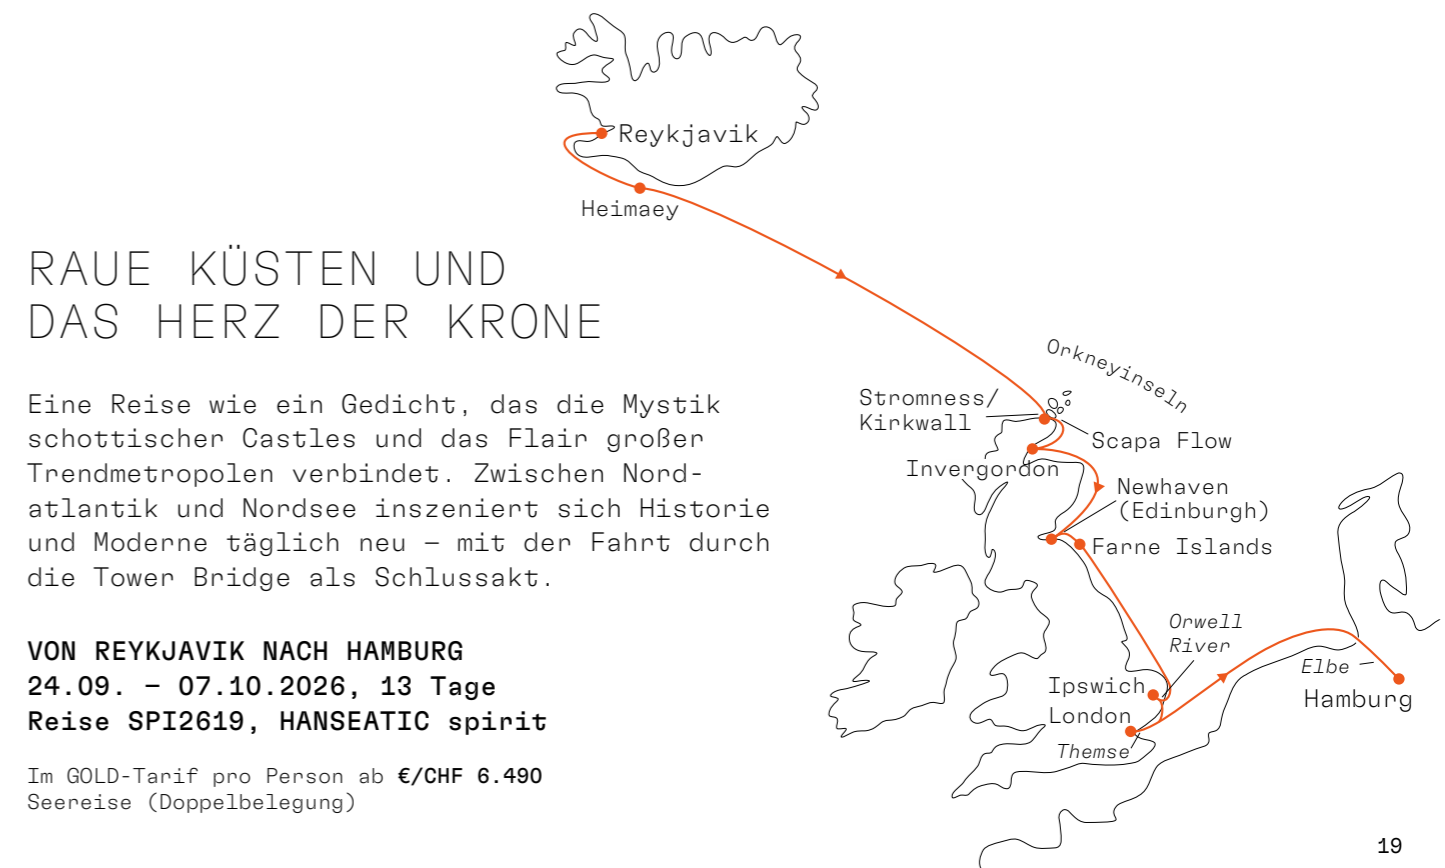 Reykjavik
Heimaey
RAUE KÜSTEN UND
DAS HERZ DER KRONE
Eine Reise wie ein Gedicht, das die Mystik
schottischer Castles und das Flair großer
Trendmetropolen verbindet. Zwischen Nord-
atlantik und Nordsee inszeniert sich Historie
und Moderne täglich neu – mit der Fahrt durch
die Tower Bridge als Schlussakt.
VON REYKJAVIK NACH HAMBURG
24.09. – 07.10.2026, 13 Tage
Reise SPI2619, HANSEATIC spirit
Im GOLD-Tarif pro Person ab €/CHF 6.490
Seereise (Doppelbelegung)
Orkneyinseln
Stromness/
Kirkwall
Scapa Flow
Invergordon
Newhaven
(Edinburgh)
Farne Islands
Orwell
River
Ipswich
London
Themse
Elbe
Hamburg
19